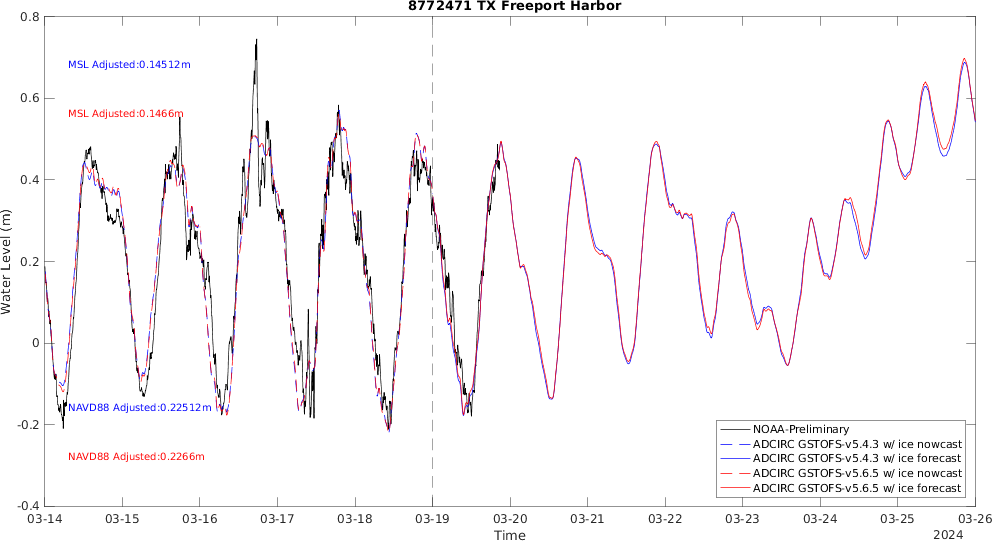 8772471 TX Freeport Harbor
0.8
0.6
0.4
0.2
0
-0.2
-0.4
Water Level (m)
MSL Adjusted:0.14512m
MSL Adjusted:0.1466m
NAVD88 Adjusted:0.22512m
NAVD88 Adjusted:0.2266m
NOAA-Preliminary
ADCIRC GSTOFS-v5.4.3 w/ ice nowcast
ADCIRC GSTOFS-v5.4.3 w/ ice forecast
ADCIRC GSTOFS-v5.6.5 w/ ice nowcast
ADCIRC GSTOFS-v5.6.5 w/ ice forecast
03-14 03-15 03-16 03-17 03-18 03-19 03-20 03-21 03-22 03-23 03-24 03-25 03-26
Time
2024